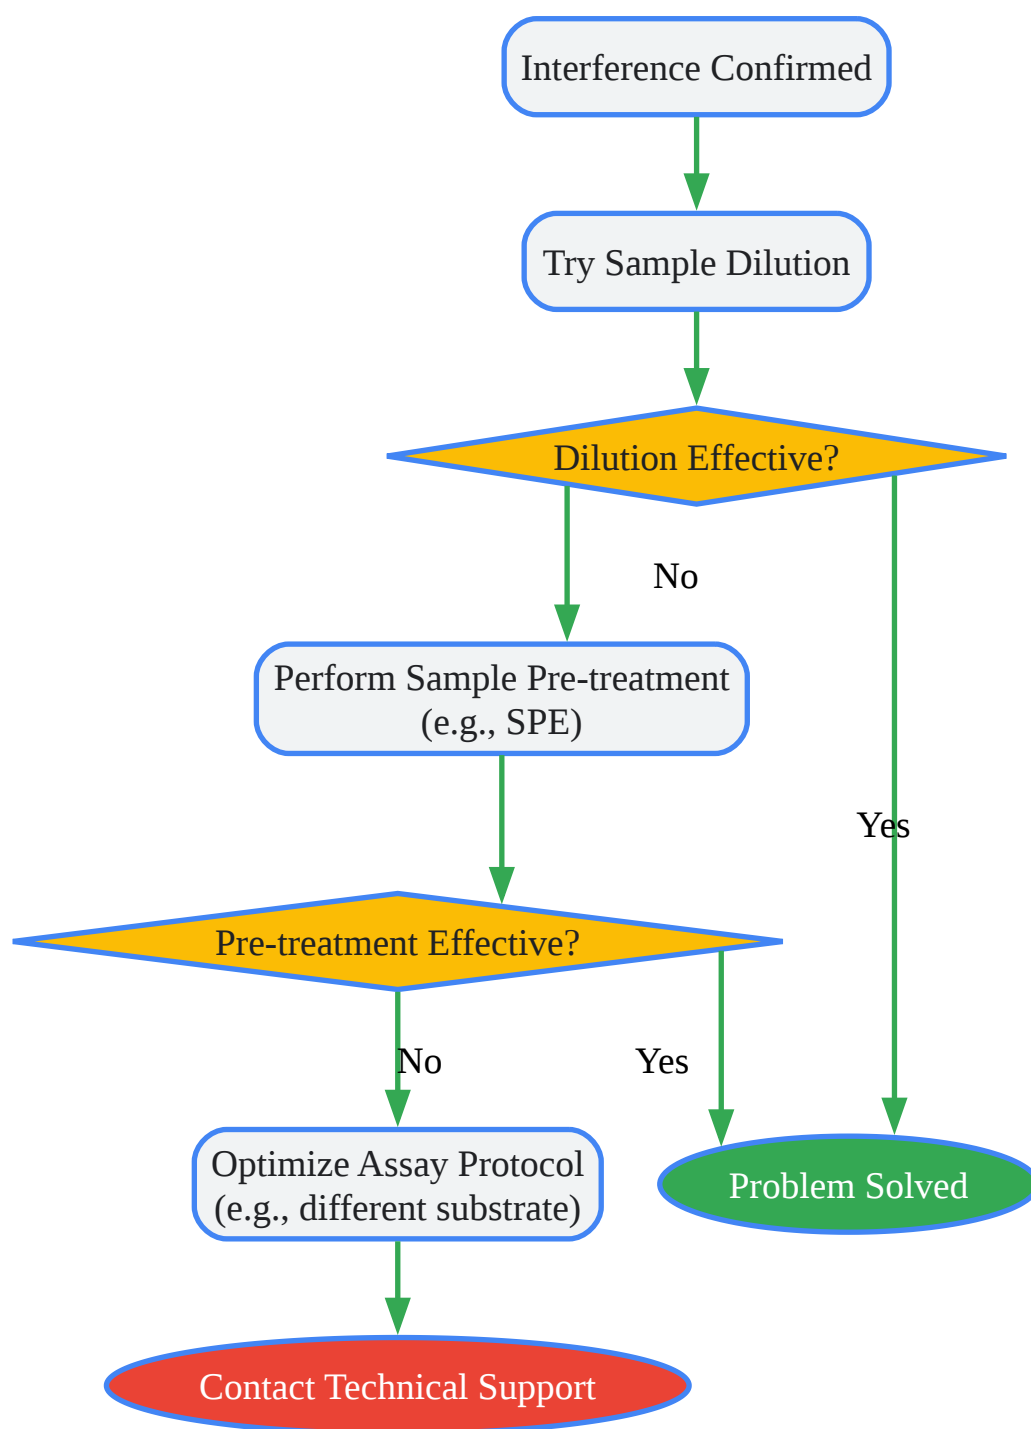 Interference Confirmed
Try Sample Dilution
Dilution Effective?
No
Perform Sample Pre-treatment
(e.g., SPE)
Yes
Pre-treatment Effective?
No
Yes
Optimize Assay Protocol
(e.g., different substrate)
Problem Solved
Contact Technical Support